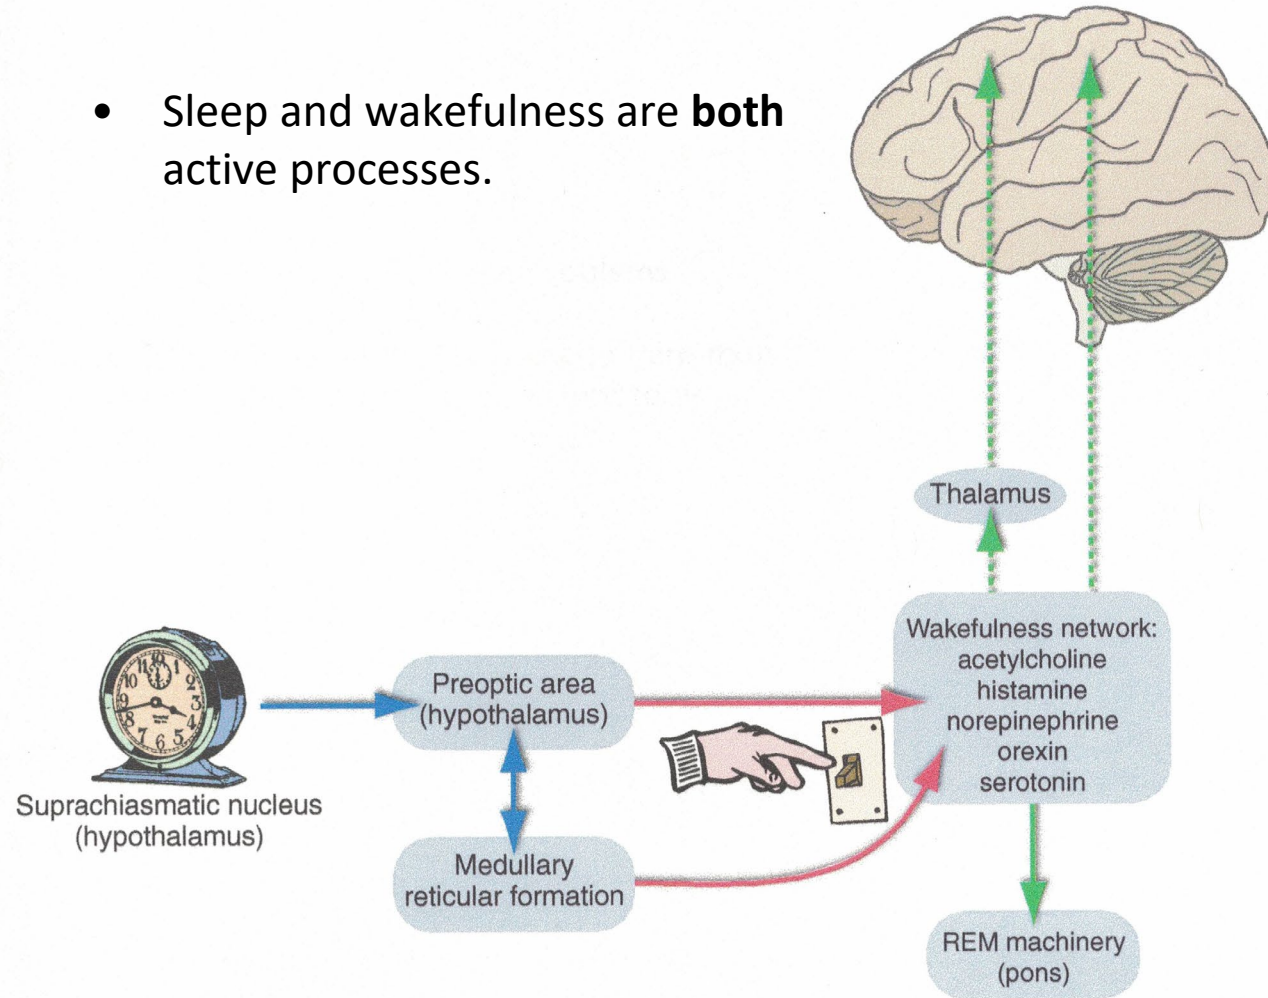 • Sleep and wakefulness are both
active processes.
Thalamus
Wakefulness network:
acetylcholine
histamine
norepinephrine
orexin
serotonin
Preoptic area
(hypothalamus)
Suprachiasmatic nucleus
(hypothalamus)
Medullary
reticular formation
REM machinery
(pons)